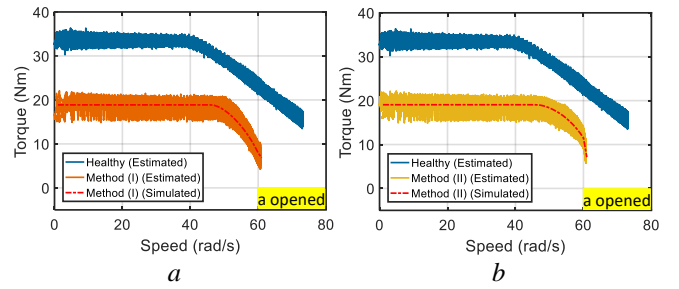 40
30
20
10
0
Torque (Nm)
Healthy (Estimated)
Method (I) (Estimated)
Method (I) (Simulated)
a opened
0 20 40 60 80
Speed (rad/s)
a
40
30
20
10
0
Torque (Nm)
Healthy (Estimated)
Method (II) (Estimated)
Method (II) (Simulated)
a opened
0 20 40 60 80
Speed (rad/s)
b